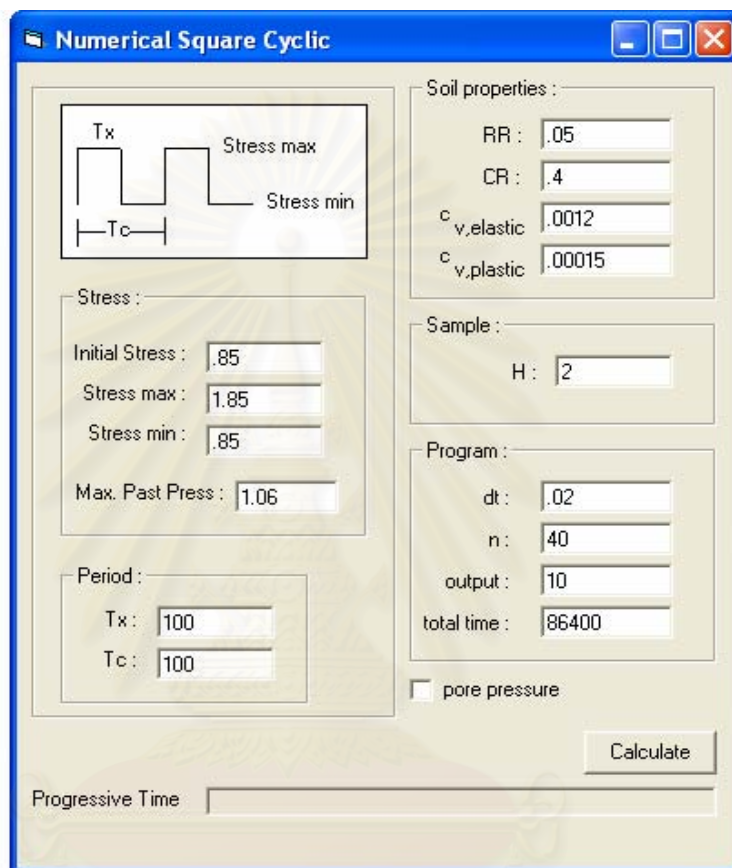 Numerical Square Cyclic
Tx
Stress max
Stress min
Tc
Stress :
Initial Stress : .85
Stress max : 1.85
Stress min : .85
Max. Past Press : 1.06
Period :
Tx : 100
Tc : 100
Soil properties :
RR : .05
CR : .4
c v,elastic .0012
c v,plastic .00015
Sample :
H : 2
Program :
dt : .02
n : 40
output : 10
total time : 86400
pore pressure
Calculate
Progressive Time